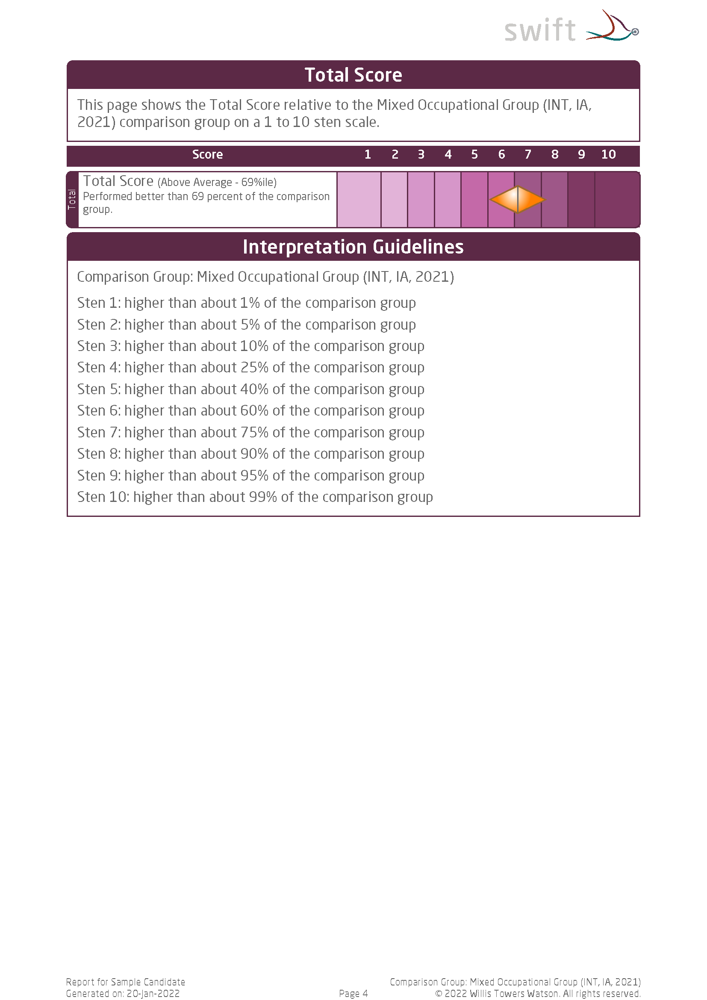 swift
Total Score
This page shows the Total Score relative to the Mixed Occupational Group (INT, IA,
2021) comparison group on a 1 to 10 sten scale.
Score 1 2 3 4 5 6 7 8 9 10
Total
Total Score (Above Average - 69%ile)
Performed better than 69 percent of the comparison
group.
Interpretation Guidelines
Comparison Group: Mixed Occupational Group (INT, IA, 2021)
Sten 1: higher than about 1% of the comparison group
Sten 2: higher than about 5% of the comparison group
Sten 3: higher than about 10% of the comparison group
Sten 4: higher than about 25% of the comparison group
Sten 5: higher than about 40% of the comparison group
Sten 6: higher than about 60% of the comparison group
Sten 7: higher than about 75% of the comparison group
Sten 8: higher than about 90% of the comparison group
Sten 9: higher than about 95% of the comparison group
Sten 10: higher than about 99% of the comparison group
Report for Sample Candidate Comparison Group: Mixed Occupational Group (INT, IA, 2021)
Generated on: 20-Jan-2022 Page 4 © 2022 Willis Towers Watson. All rights reserved.